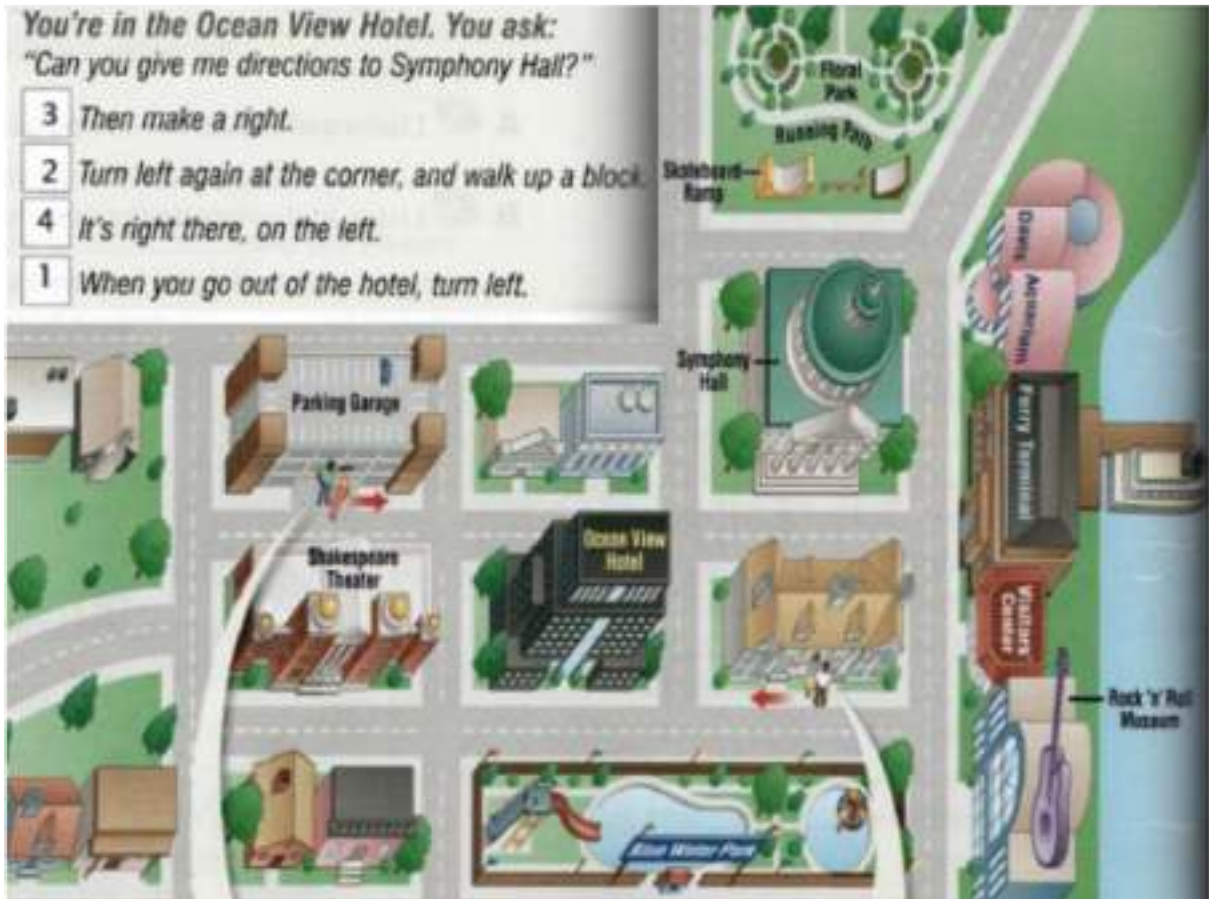 You're in the Ocean View Hotel. You ask:
"Can you give me directions to Symphony Hall?"
3 Then make a right.
2 Turn left again at the corner, and walk up a block.
4 It's right there, on the left.
1 When you go out of the hotel, turn left.
Floral
Park
Running Path
Skateboard
Ramp
Davis
Aquarium
Symphony
Hall
Parking Garage
Ferry Terminal
Ocean View
Hotel
Shakespeare
Theater
Visitors
Center
Rock 'n' Roll
Museum
Blue Water Park